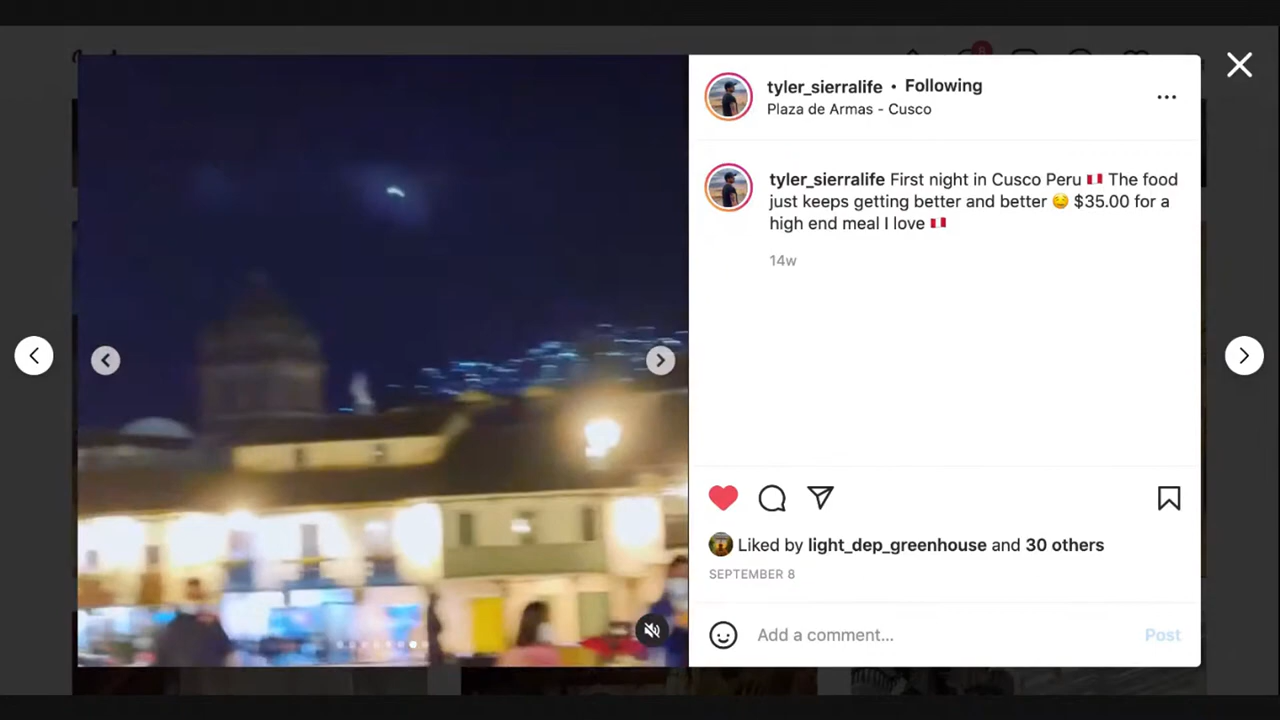 6
tyler_sierralife • Following
Plaza de Armas - Cusco
...
tyler_sierralife First night in Cusco Peru 🇵🇪 The food
just keeps getting better and better 🤤 $35.00 for a
high end meal I love 🇵🇪
14w
Liked by light_dep_greenhouse and 30 others
SEPTEMBER 8
Add a comment...
Post